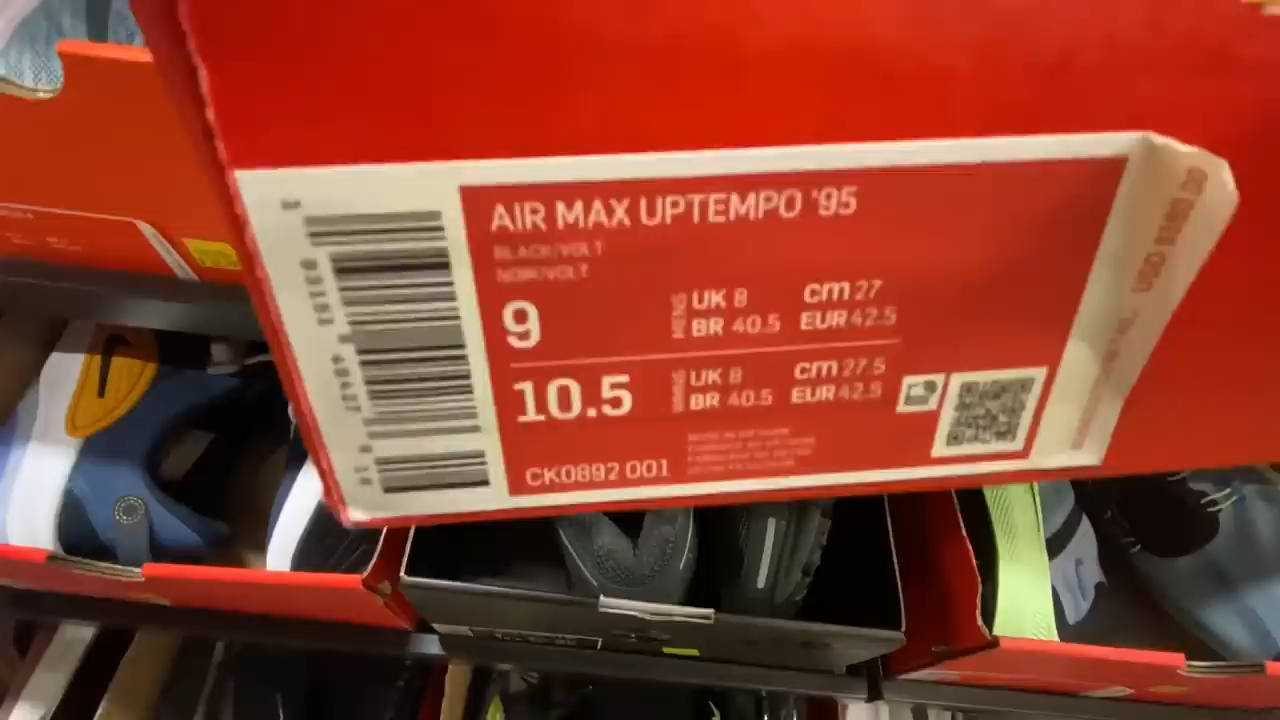 AIR MAX UPTEMPO '95
BLACK/VOLT
NOIR/VOLT
9
MENS
UK 8
cm 27
BR 40.5
EUR 42.5
10.5
UK 8
cm 27.5
BR 40.5
EUR 42.5
CK0892 001